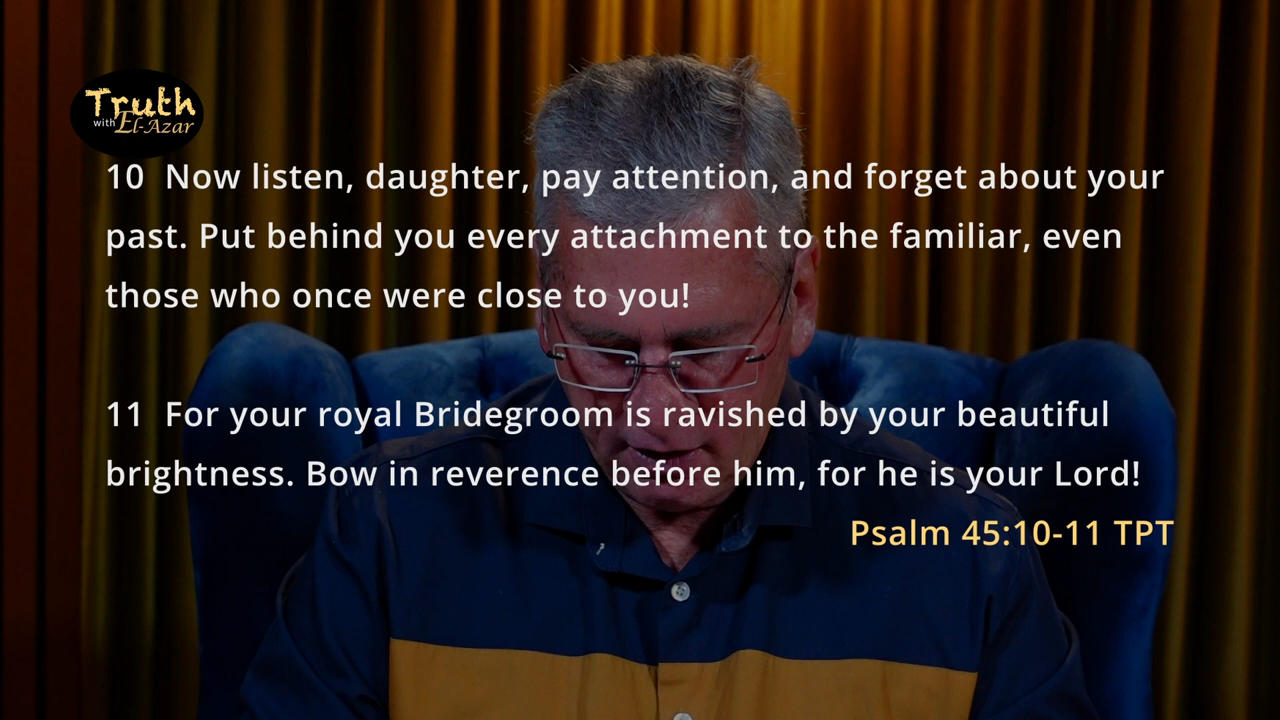 Truth
with El-Azar
10 Now listen, daughter, pay attention, and forget about your
past. Put behind you every attachment to the familiar, even
those who once were close to you!
11 For your royal Bridegroom is ravished by your beautiful
brightness. Bow in reverence before him, for he is your Lord!
Psalm 45:10-11 TPT